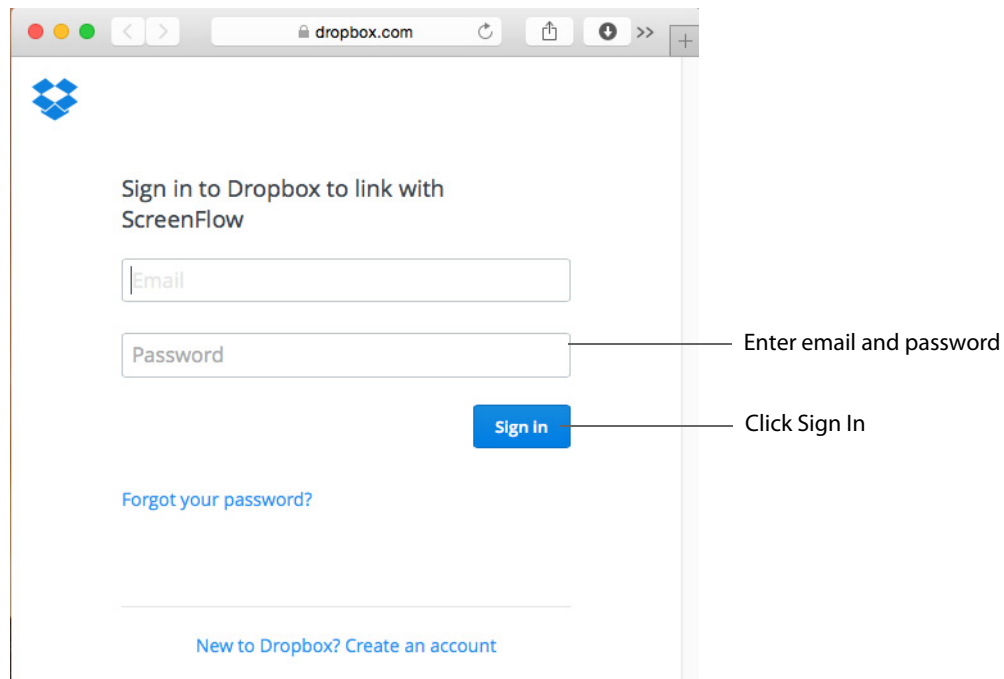 dropbox.com
Sign in to Dropbox to link with
ScreenFlow
Email
Password
Enter email and password
Sign in
Click Sign In
Forgot your password?
New to Dropbox? Create an account